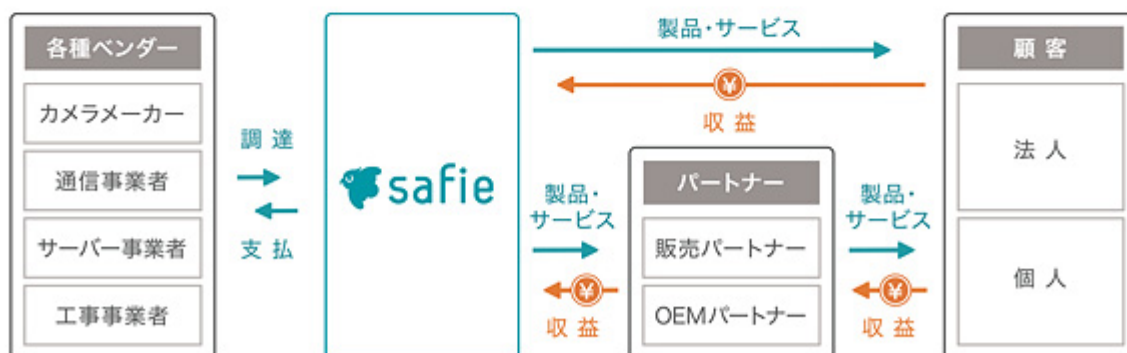 各種ベンダー
カメラメーカー
通信事業者
サーバー事業者
工事事業者
調達
支払
safie
製品・サービス
¥
収益
製品・
サービス
¥
収益
パートナー
販売パートナー
OEMパートナー
製品・
サービス
¥
収益
顧客
法人
個人